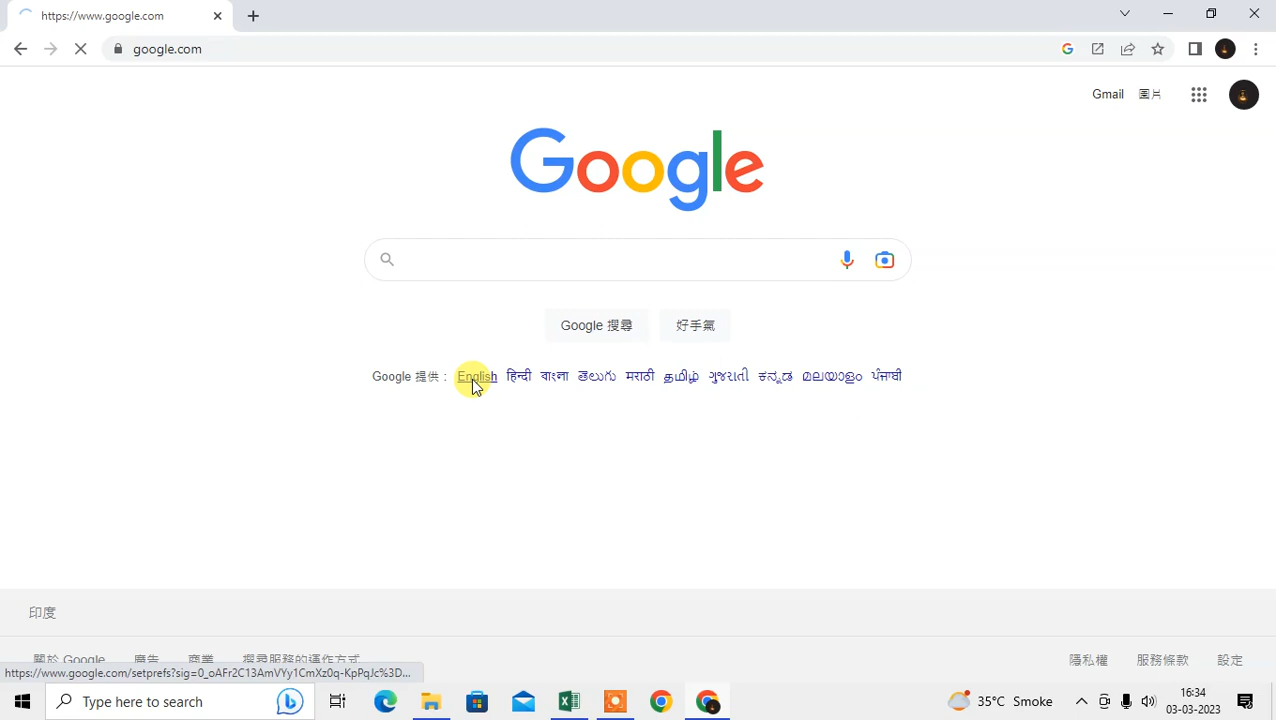 https://www.google.com
google.com
Gmail 圖片
Google
Google 搜尋 好手氣
Google 提供： English हिन्दी বাংলা తెలుగు मराठी தமிழ் ગુજરાતી ಕನ್ನಡ മലയാളം ਪੰਜਾਬੀ
印度
關於 Google 廣告 商業 搜尋服務的運作方式 隱私權 服務條款 設定
https://www.google.com/setprefs?sig=0_oAFr2C13AmVYy1CmXz0q-KpPqJc%3D...
Type here to search 35°C Smoke 16:34
03-03-2023